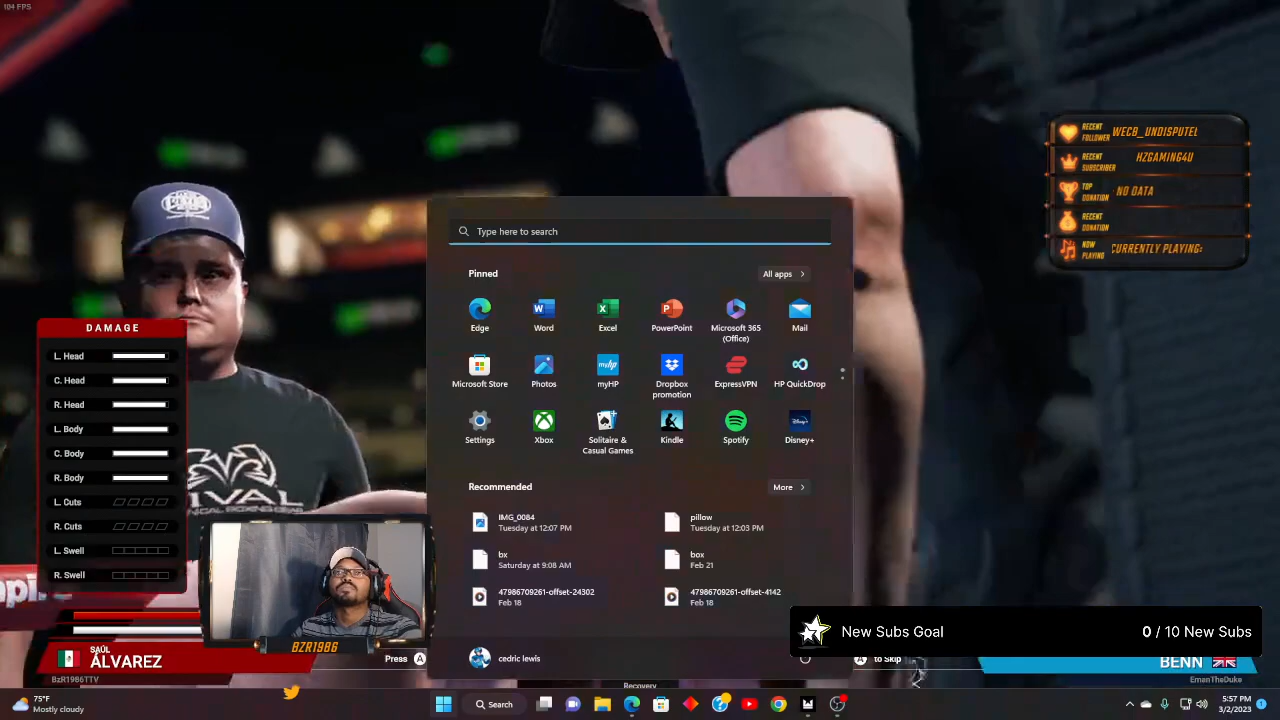 104 FPS
RECENT FOLLOWER WECB_UNDISPUTED
RECENT SUBSCRIBER HZGAMING4U
TOP DONATION : NO DATA
RECENT DONATION
NOW PLAYING CURRENTLY PLAYING:
DAMAGE
L. Head
C. Head
R. Head
L. Body
C. Body
R. Body
L. Cuts
R. Cuts
L. Swell
R. Swell
Type here to search
Pinned
All apps >
Edge
Word
Excel
PowerPoint
Microsoft 365 (Office)
Mail
Microsoft Store
Photos
myHP
Dropbox promotion
ExpressVPN
HP QuickDrop
Settings
Xbox
Solitaire & Casual Games
Kindle
Spotify
Disney+
Recommended
More >
IMG_0084
Tuesday at 12:07 PM
pillow
Tuesday at 12:03 PM
bx
Saturday at 9:08 AM
box
Feb 21
47986709261-offset-24302
Feb 18
47986709261-offset-4142
Feb 18
cedric lewis
RIVAL
BZR1986
SAÚL
ÁLVAREZ
BzR1986TTV
Press A
A to Skip
New Subs Goal
0 / 10 New Subs
BENN
EmanTheDuke
Recovery
75°F
Mostly cloudy
Search
5:57 PM
3/2/2023